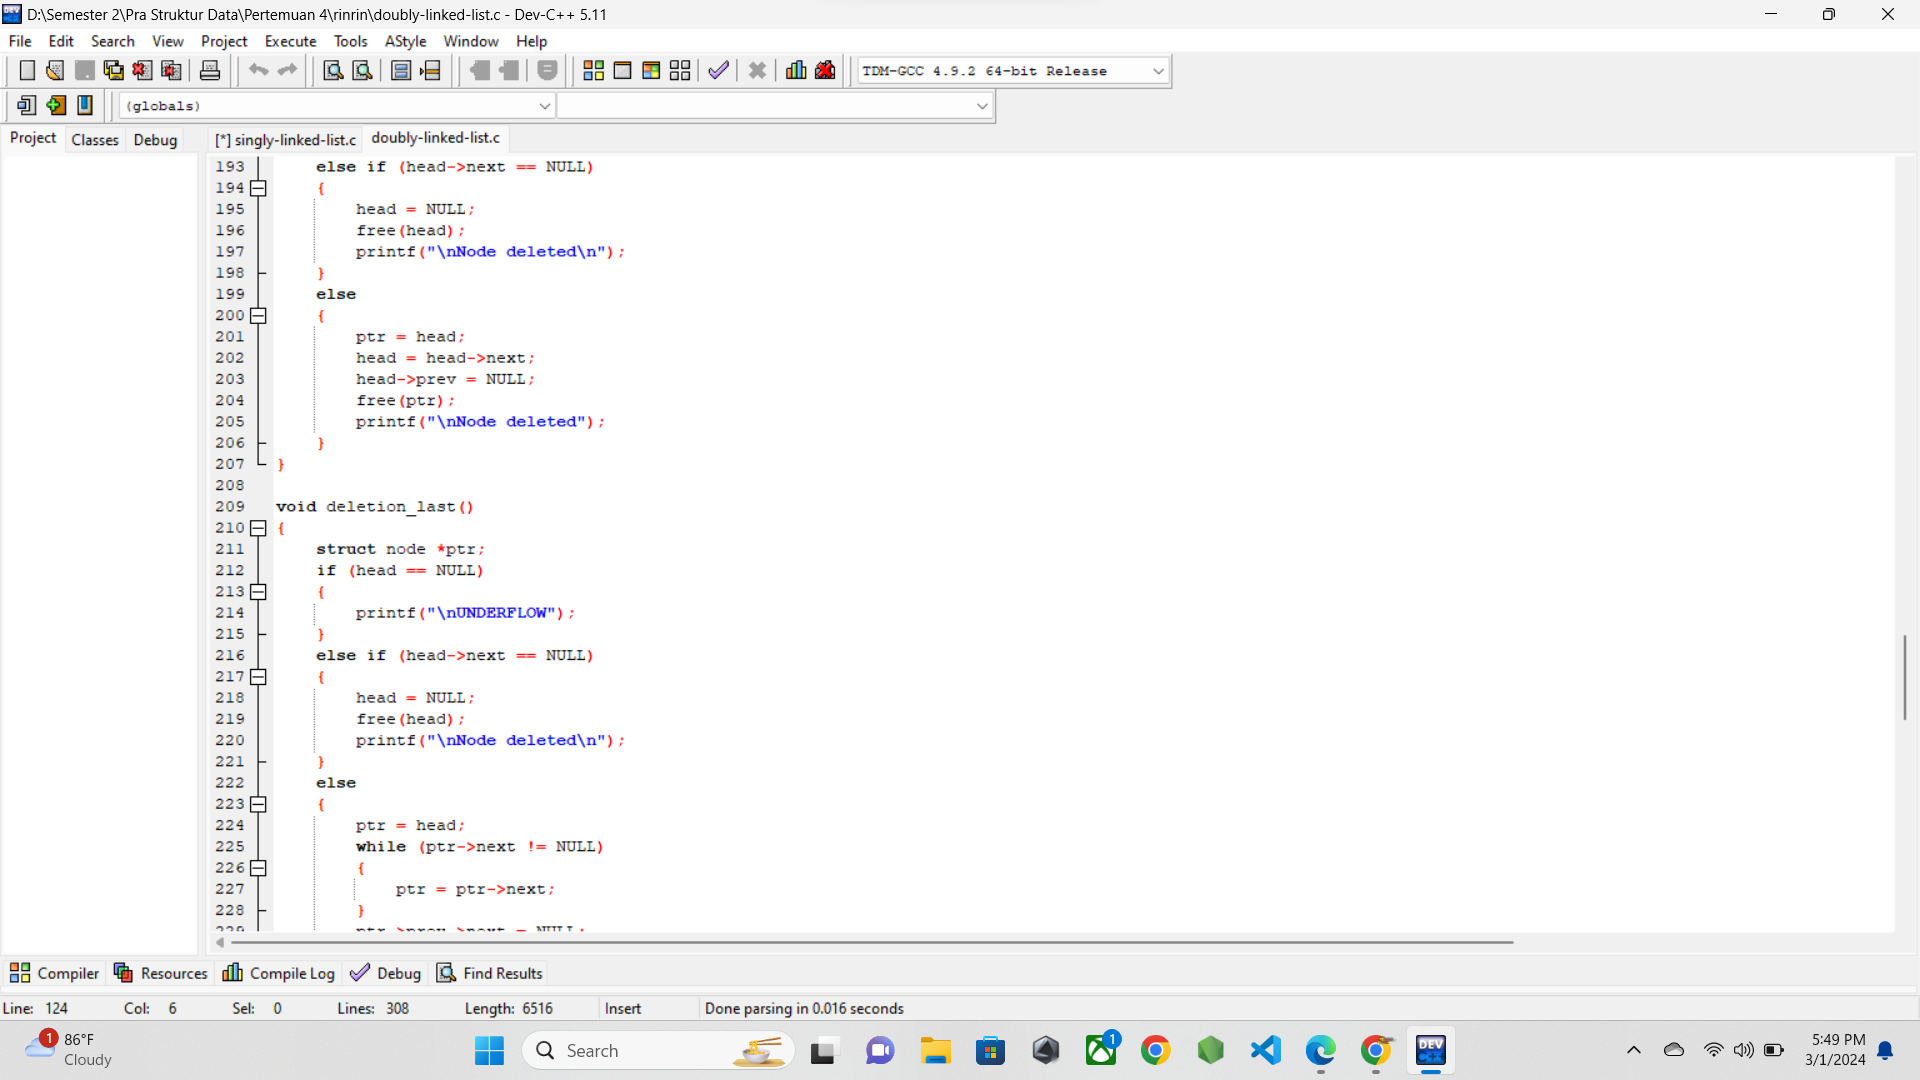 D:\Semester 2\Pra Struktur Data\Pertemuan 4\rinrin\doubly-linked-list.c - Dev-C++ 5.11
File Edit Search View Project Execute Tools AStyle Window Help
TDM-GCC 4.9.2 64-bit Release
(globals)
Project Classes Debug [*] singly-linked-list.c doubly-linked-list.c
193 else if (head->next == NULL)
194 {
195 head = NULL;
196 free(head);
197 printf("\nNode deleted\n");
198 }
199 else
200 {
201 ptr = head;
202 head = head->next;
203 head->prev = NULL;
204 free(ptr);
205 printf("\nNode deleted");
206 }
207 }
208
209 void deletion_last()
210 {
211 struct node *ptr;
212 if (head == NULL)
213 {
214 printf("\nUNDERFLOW");
215 }
216 else if (head->next == NULL)
217 {
218 head = NULL;
219 free(head);
220 printf("\nNode deleted\n");
221 }
222 else
223 {
224 ptr = head;
225 while (ptr->next != NULL)
226 {
227 ptr = ptr->next;
228 }
229 ptr->prev->next = NULL;
Compiler Resources Compile Log Debug Find Results
Line: 124 Col: 6 Sel: 0 Lines: 308 Length: 6516 Insert Done parsing in 0.016 seconds
1 86°F
Cloudy
Search
1
DEV
C++
5:49 PM
3/1/2024